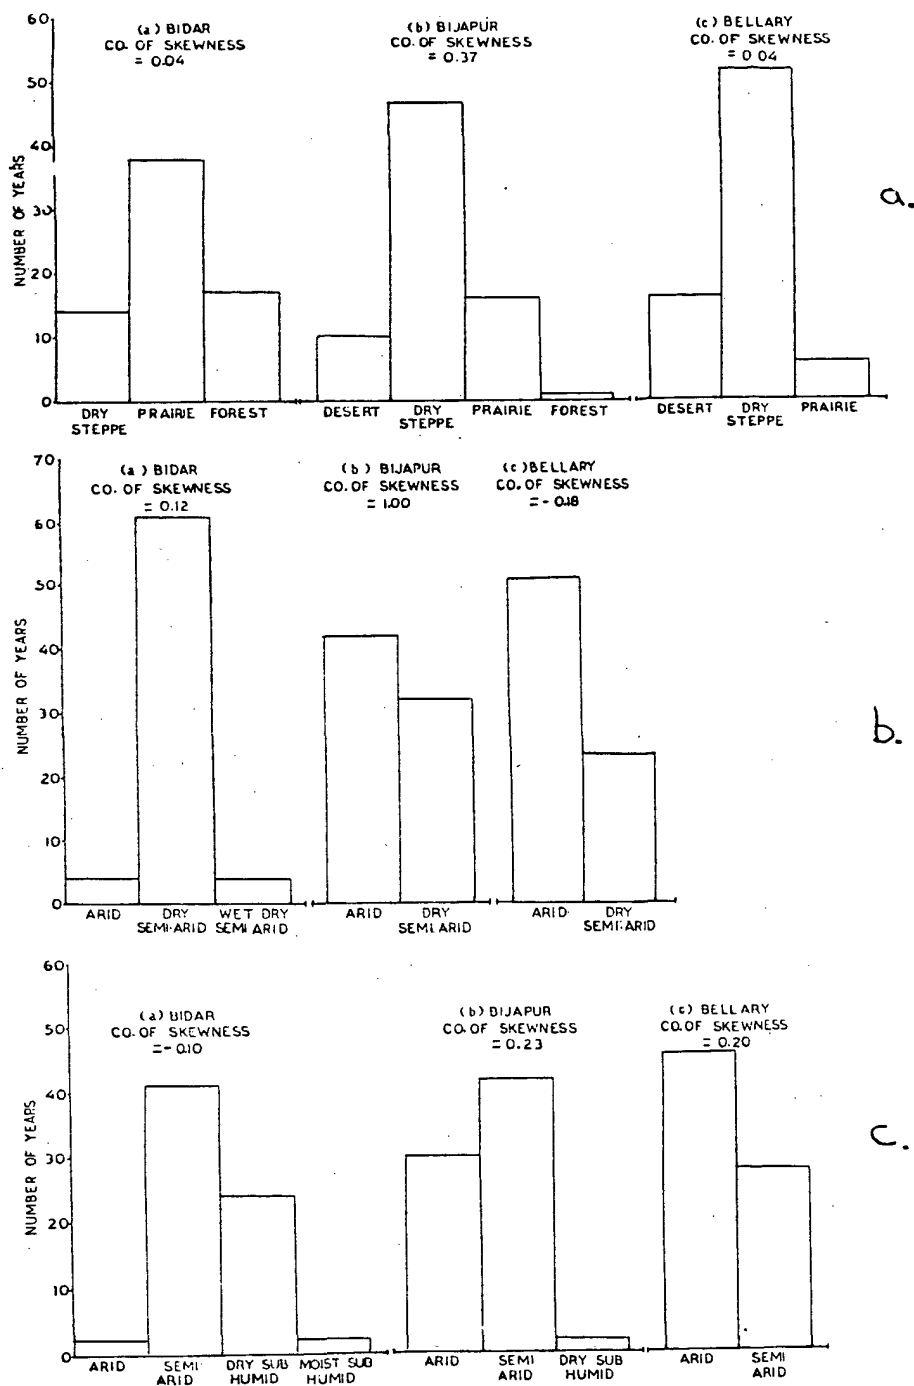 60
50
40
30
20
10
0
NUMBER OF YEARS
(a) BIDAR
CO. OF SKEWNESS
= 0.04
(b) BIJAPUR
CO. OF SKEWNESS
= 0.37
(c) BELLARY
CO. OF SKEWNESS
= 0.04
DRY STEPPE
PRAIRIE
FOREST
DESERT
DRY STEPPE
PRAIRIE
FOREST
DESERT
DRY STEPPE
PRAIRIE
a.
70
60
50
40
30
20
10
0
NUMBER OF YEARS
(a) BIDAR
CO. OF SKEWNESS
= 0.12
(b) BIJAPUR
CO. OF SKEWNESS
= 1.00
(c) BELLARY
CO. OF SKEWNESS
= - 0.18
ARID
DRY
SEMI-ARID
WET DRY
SEMI ARID
ARID
DRY
SEMI ARID
ARID
DRY
SEMI-ARID
b.
60
50
40
30
20
10
0
NUMBER OF YEARS
(a) BIDAR
CO. OF SKEWNESS
= - 0.10
(b) BIJAPUR
CO. OF SKEWNESS
= 0.23
(c) BELLARY
CO. OF SKEWNESS
= 0.20
ARID
SEMI
ARID
DRY SUB
HUMID
MOIST SUB
HUMID
ARID
SEMI
ARID
DRY SUB
HUMID
ARID
SEMI
ARID
c.